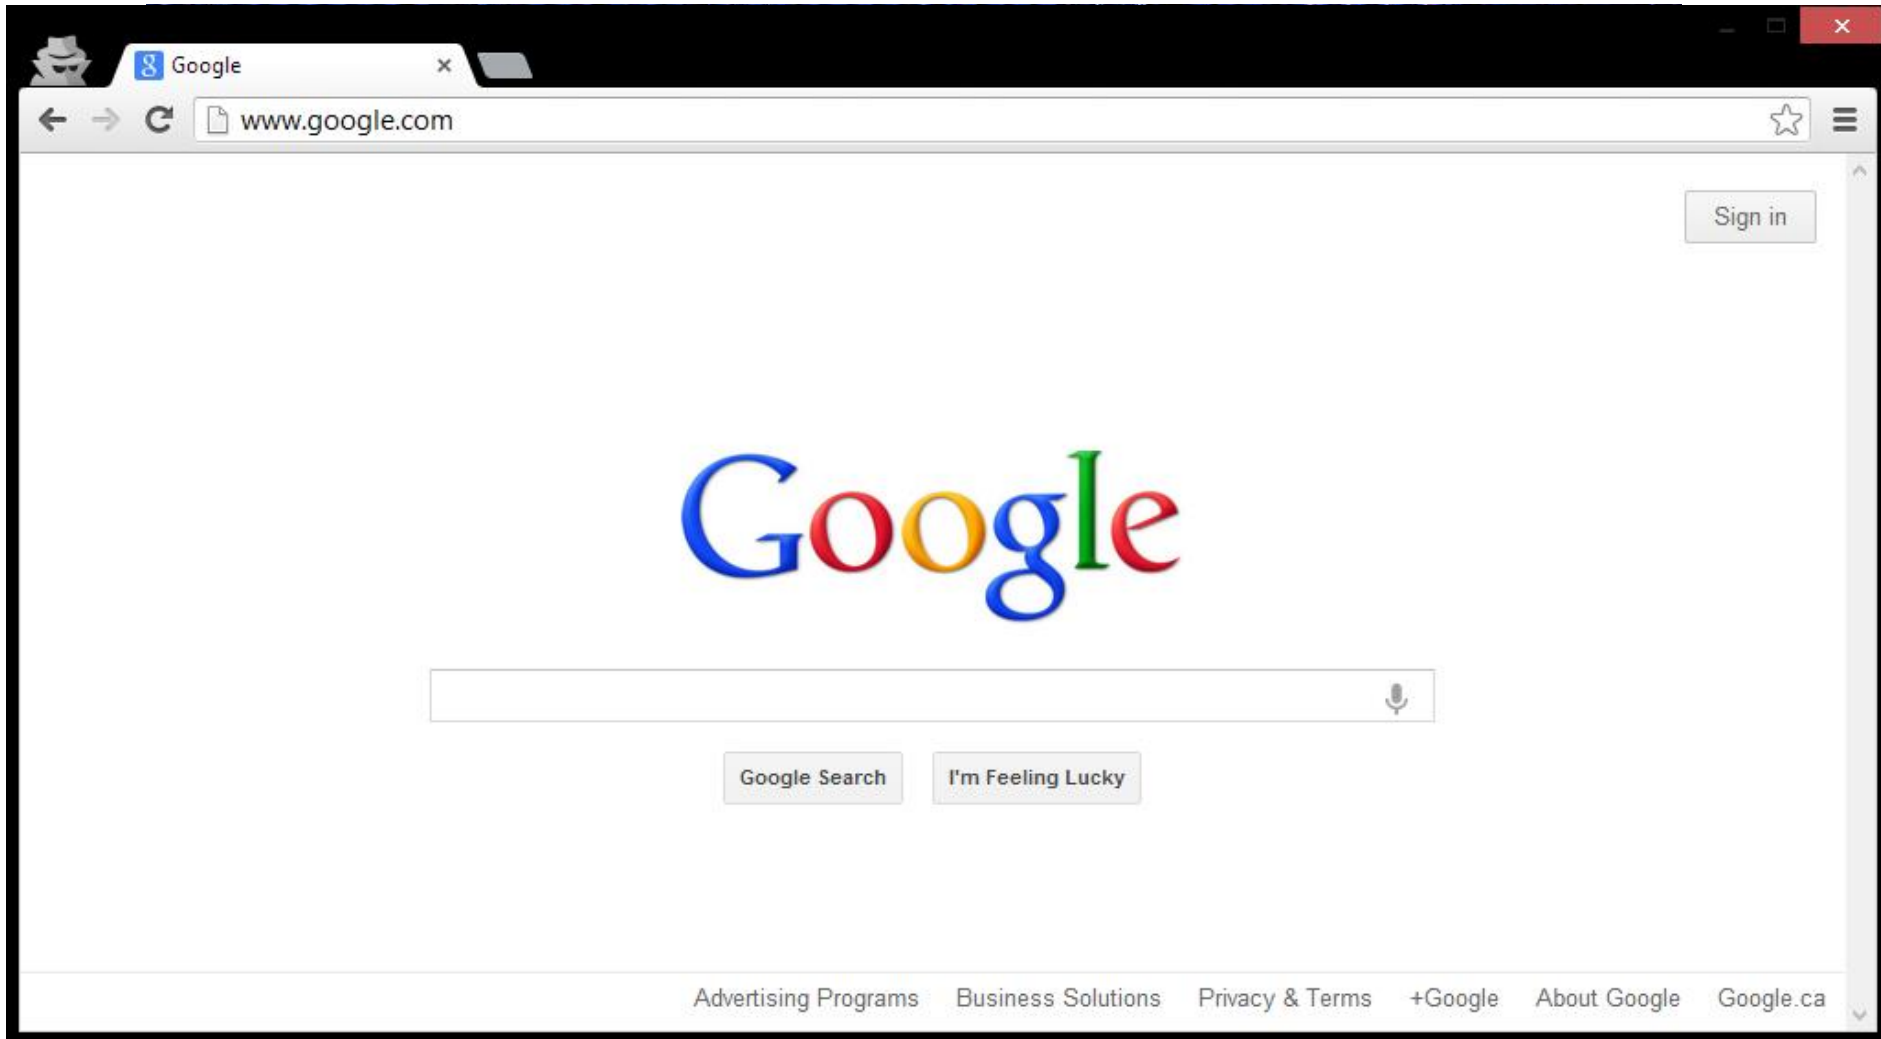 Google
www.google.com
Sign in
Google
Google Search
I'm Feeling Lucky
Advertising Programs Business Solutions Privacy & Terms +Google About Google Google.ca